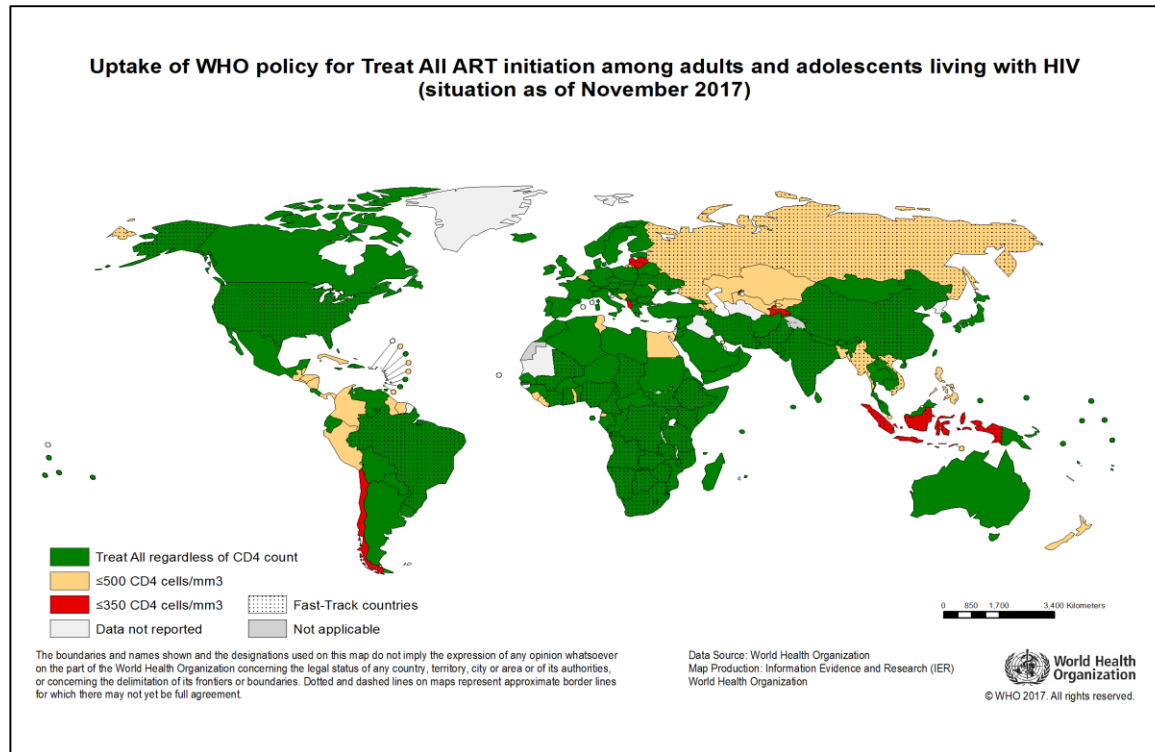 Uptake of WHO policy for Treat All ART initiation among adults and adolescents living with HIV
(situation as of November 2017)
Treat All regardless of CD4 count
≤500 CD4 cells/mm3
≤350 CD4 cells/mm3
Fast-Track countries
Data not reported
Not applicable
0 850 1,700 3,400 Kilometers
The boundaries and names shown and the designations used on this map do not imply the expression of any opinion whatsoever
on the part of the World Health Organization concerning the legal status of any country, territory, city or area or of its authorities,
or concerning the delimitation of its frontiers or boundaries. Dotted and dashed lines on maps represent approximate border lines
for which there may not yet be full agreement.
Data Source: World Health Organization
Map Production: Information Evidence and Research (IER)
World Health Organization
World Health
Organization
© WHO 2017. All rights reserved.